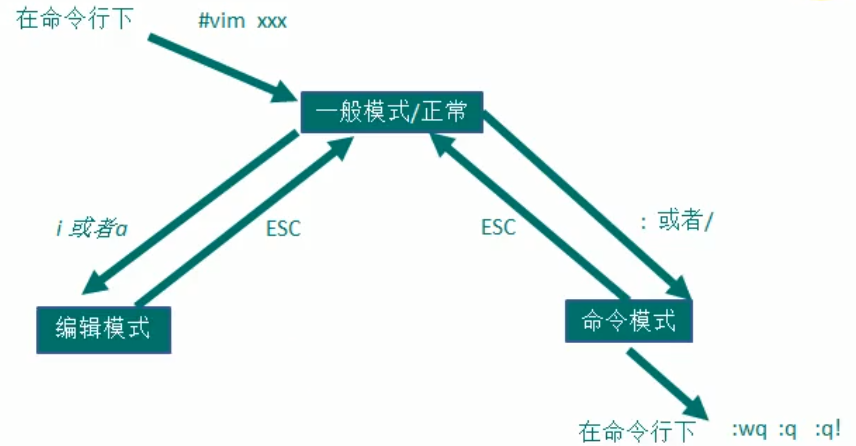 在命令行下 #vim xxx
一般模式/正常
i 或者a
ESC
ESC
: 或者/
编辑模式
命令模式
在命令行下 :wq :q :q!